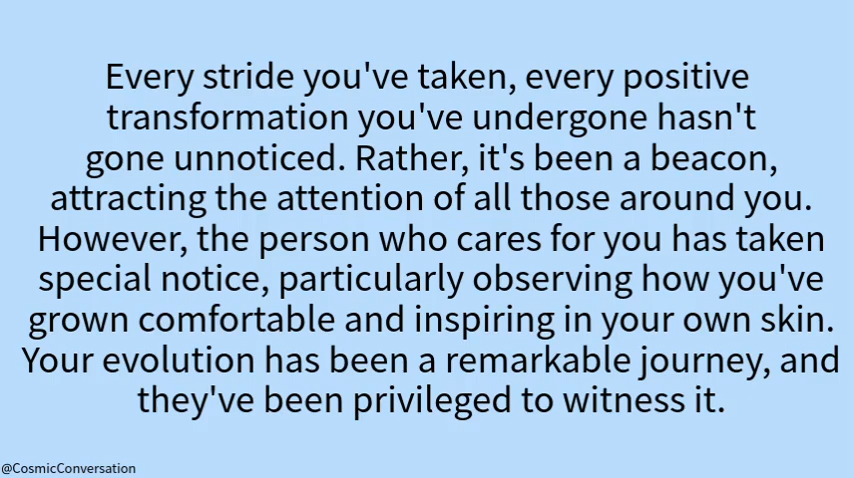 Every stride you've taken, every positive
transformation you've undergone hasn't
gone unnoticed. Rather, it's been a beacon,
attracting the attention of all those around you.
However, the person who cares for you has taken
special notice, particularly observing how you've
grown comfortable and inspiring in your own skin.
Your evolution has been a remarkable journey, and
they've been privileged to witness it.
@CosmicConversation